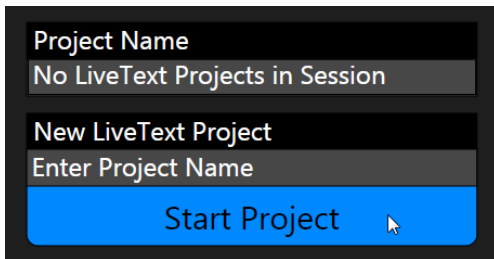 Project Name
No LiveText Projects in Session
New LiveText Project
Enter Project Name
Start Project